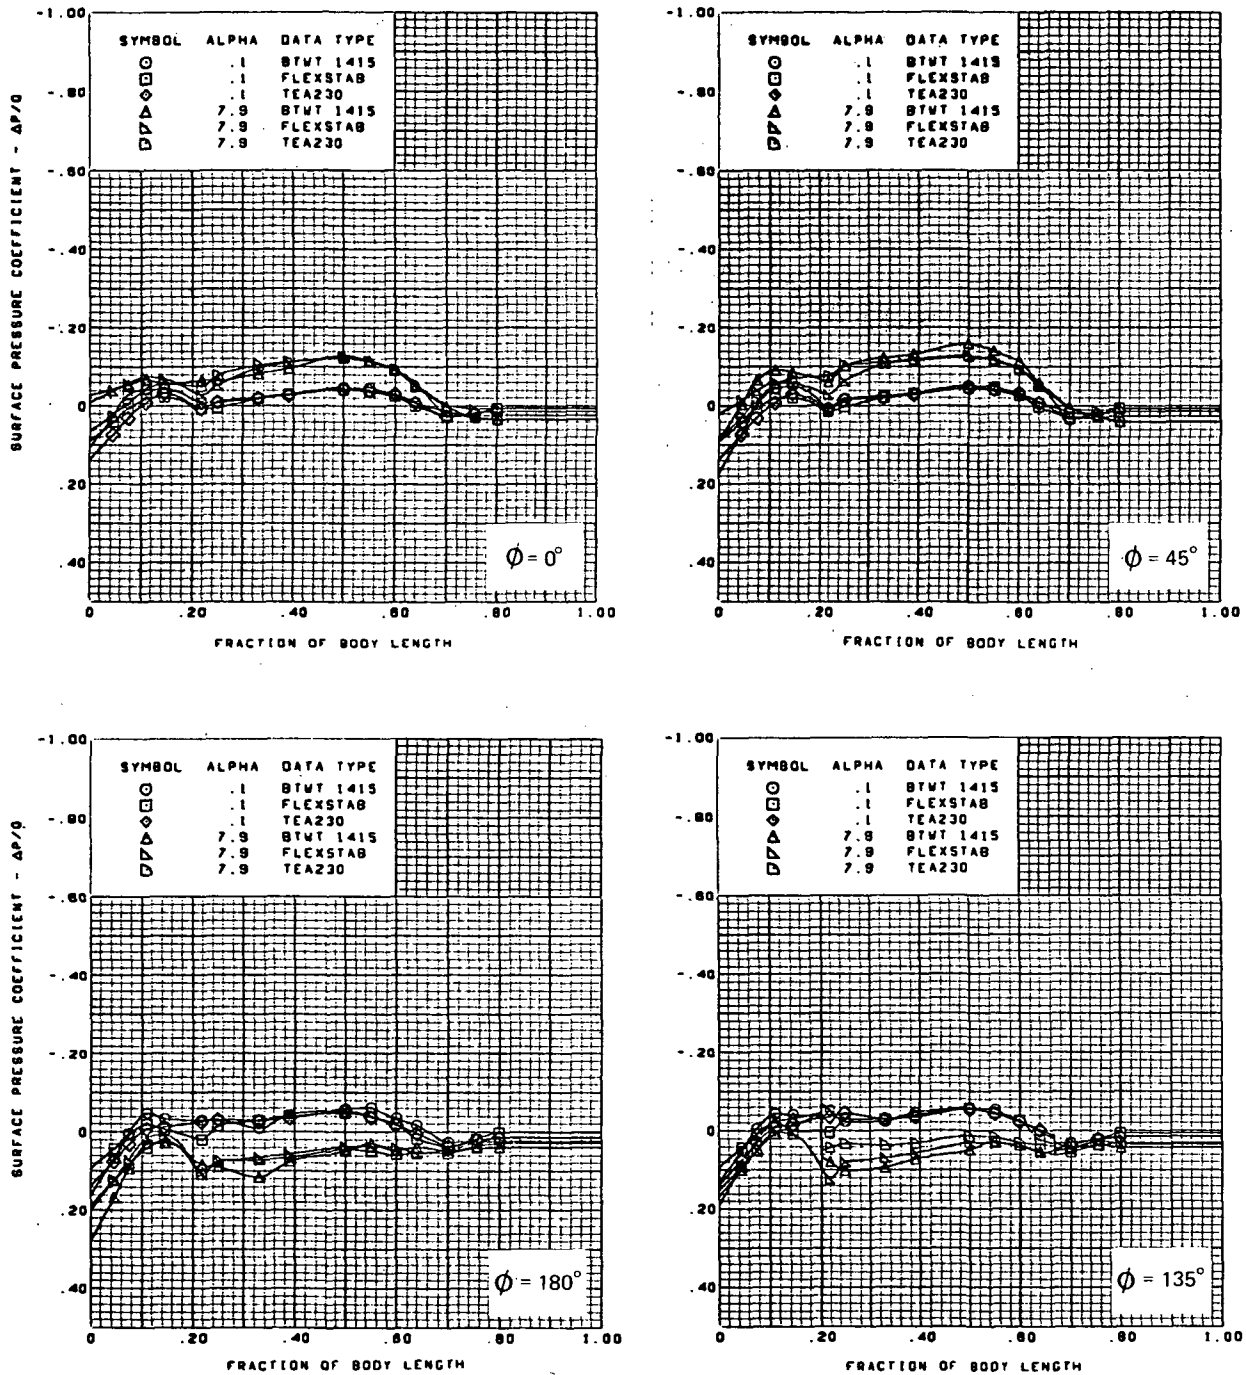 -1.00
SYMBOL ALPHA DATA TYPE
.1 BTWT 1415
.1 FLEXSTAB
.1 TEA230
7.9 BTWT 1415
7.9 FLEXSTAB
7.9 TEA230
-.80
-.60
-.40
-.20
0
.20
.40
SURFACE PRESSURE COEFFICIENT - ΔP/Q
ϕ = 0°
0 .20 .40 .60 .80 1.00
FRACTION OF BODY LENGTH
-1.00
SYMBOL ALPHA DATA TYPE
.1 BTWT 1415
.1 FLEXSTAB
.1 TEA230
7.9 BTWT 1415
7.9 FLEXSTAB
7.9 TEA230
-.80
-.60
-.40
-.20
0
.20
.40
ϕ = 45°
0 .20 .40 .60 .80 1.00
FRACTION OF BODY LENGTH
-1.00
SYMBOL ALPHA DATA TYPE
.1 BTWT 1415
.1 FLEXSTAB
.1 TEA230
7.9 BTWT 1415
7.9 FLEXSTAB
7.9 TEA230
-.80
-.60
-.40
-.20
0
.20
.40
SURFACE PRESSURE COEFFICIENT - ΔP/Q
ϕ = 180°
0 .20 .40 .60 .80 1.00
FRACTION OF BODY LENGTH
-1.00
SYMBOL ALPHA DATA TYPE
.1 BTWT 1415
.1 FLEXSTAB
.1 TEA230
7.9 BTWT 1415
7.9 FLEXSTAB
7.9 TEA230
-.80
-.60
-.40
-.20
0
.20
.40
ϕ = 135°
0 .20 .40 .60 .80 1.00
FRACTION OF BODY LENGTH